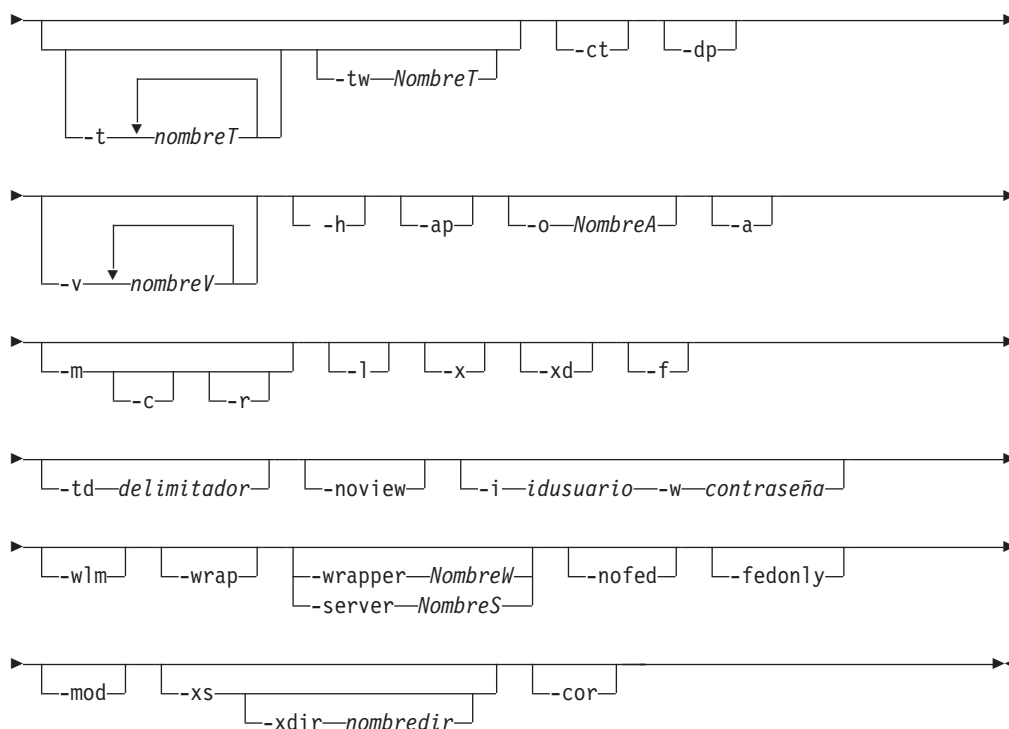 -ct -dp
-tw NombreT
-t nombreT
-h -ap -o NombreA -a
-v nombreV
-m -l -x -xd -f
-c -r
-td delimitador -noview -i idusuario -w contraseña
-wlm -wrap -wrapper NombreW -nofed -fedonly
-server NombreS
-mod -xs -cor
-xdir nombredir